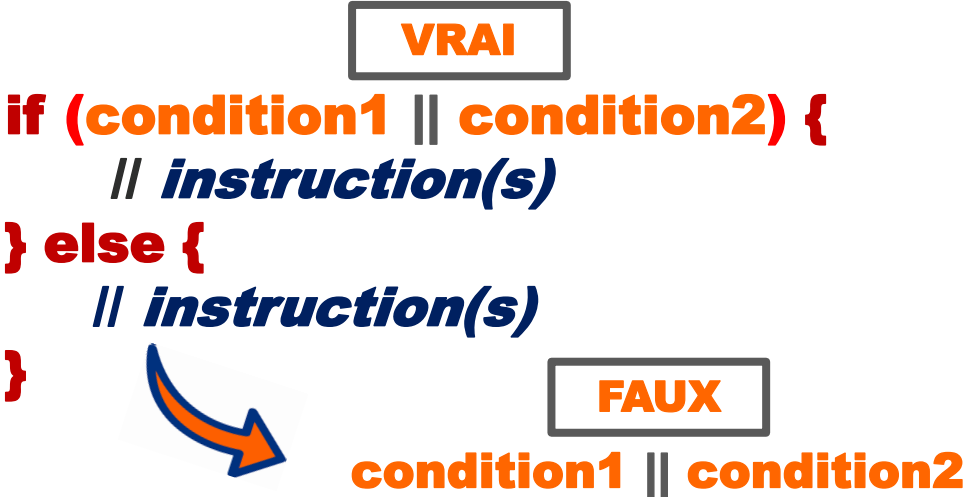 VRAI
if (condition1 || condition2) {
// instruction(s)
} else {
// instruction(s)
}
FAUX
condition1 || condition2